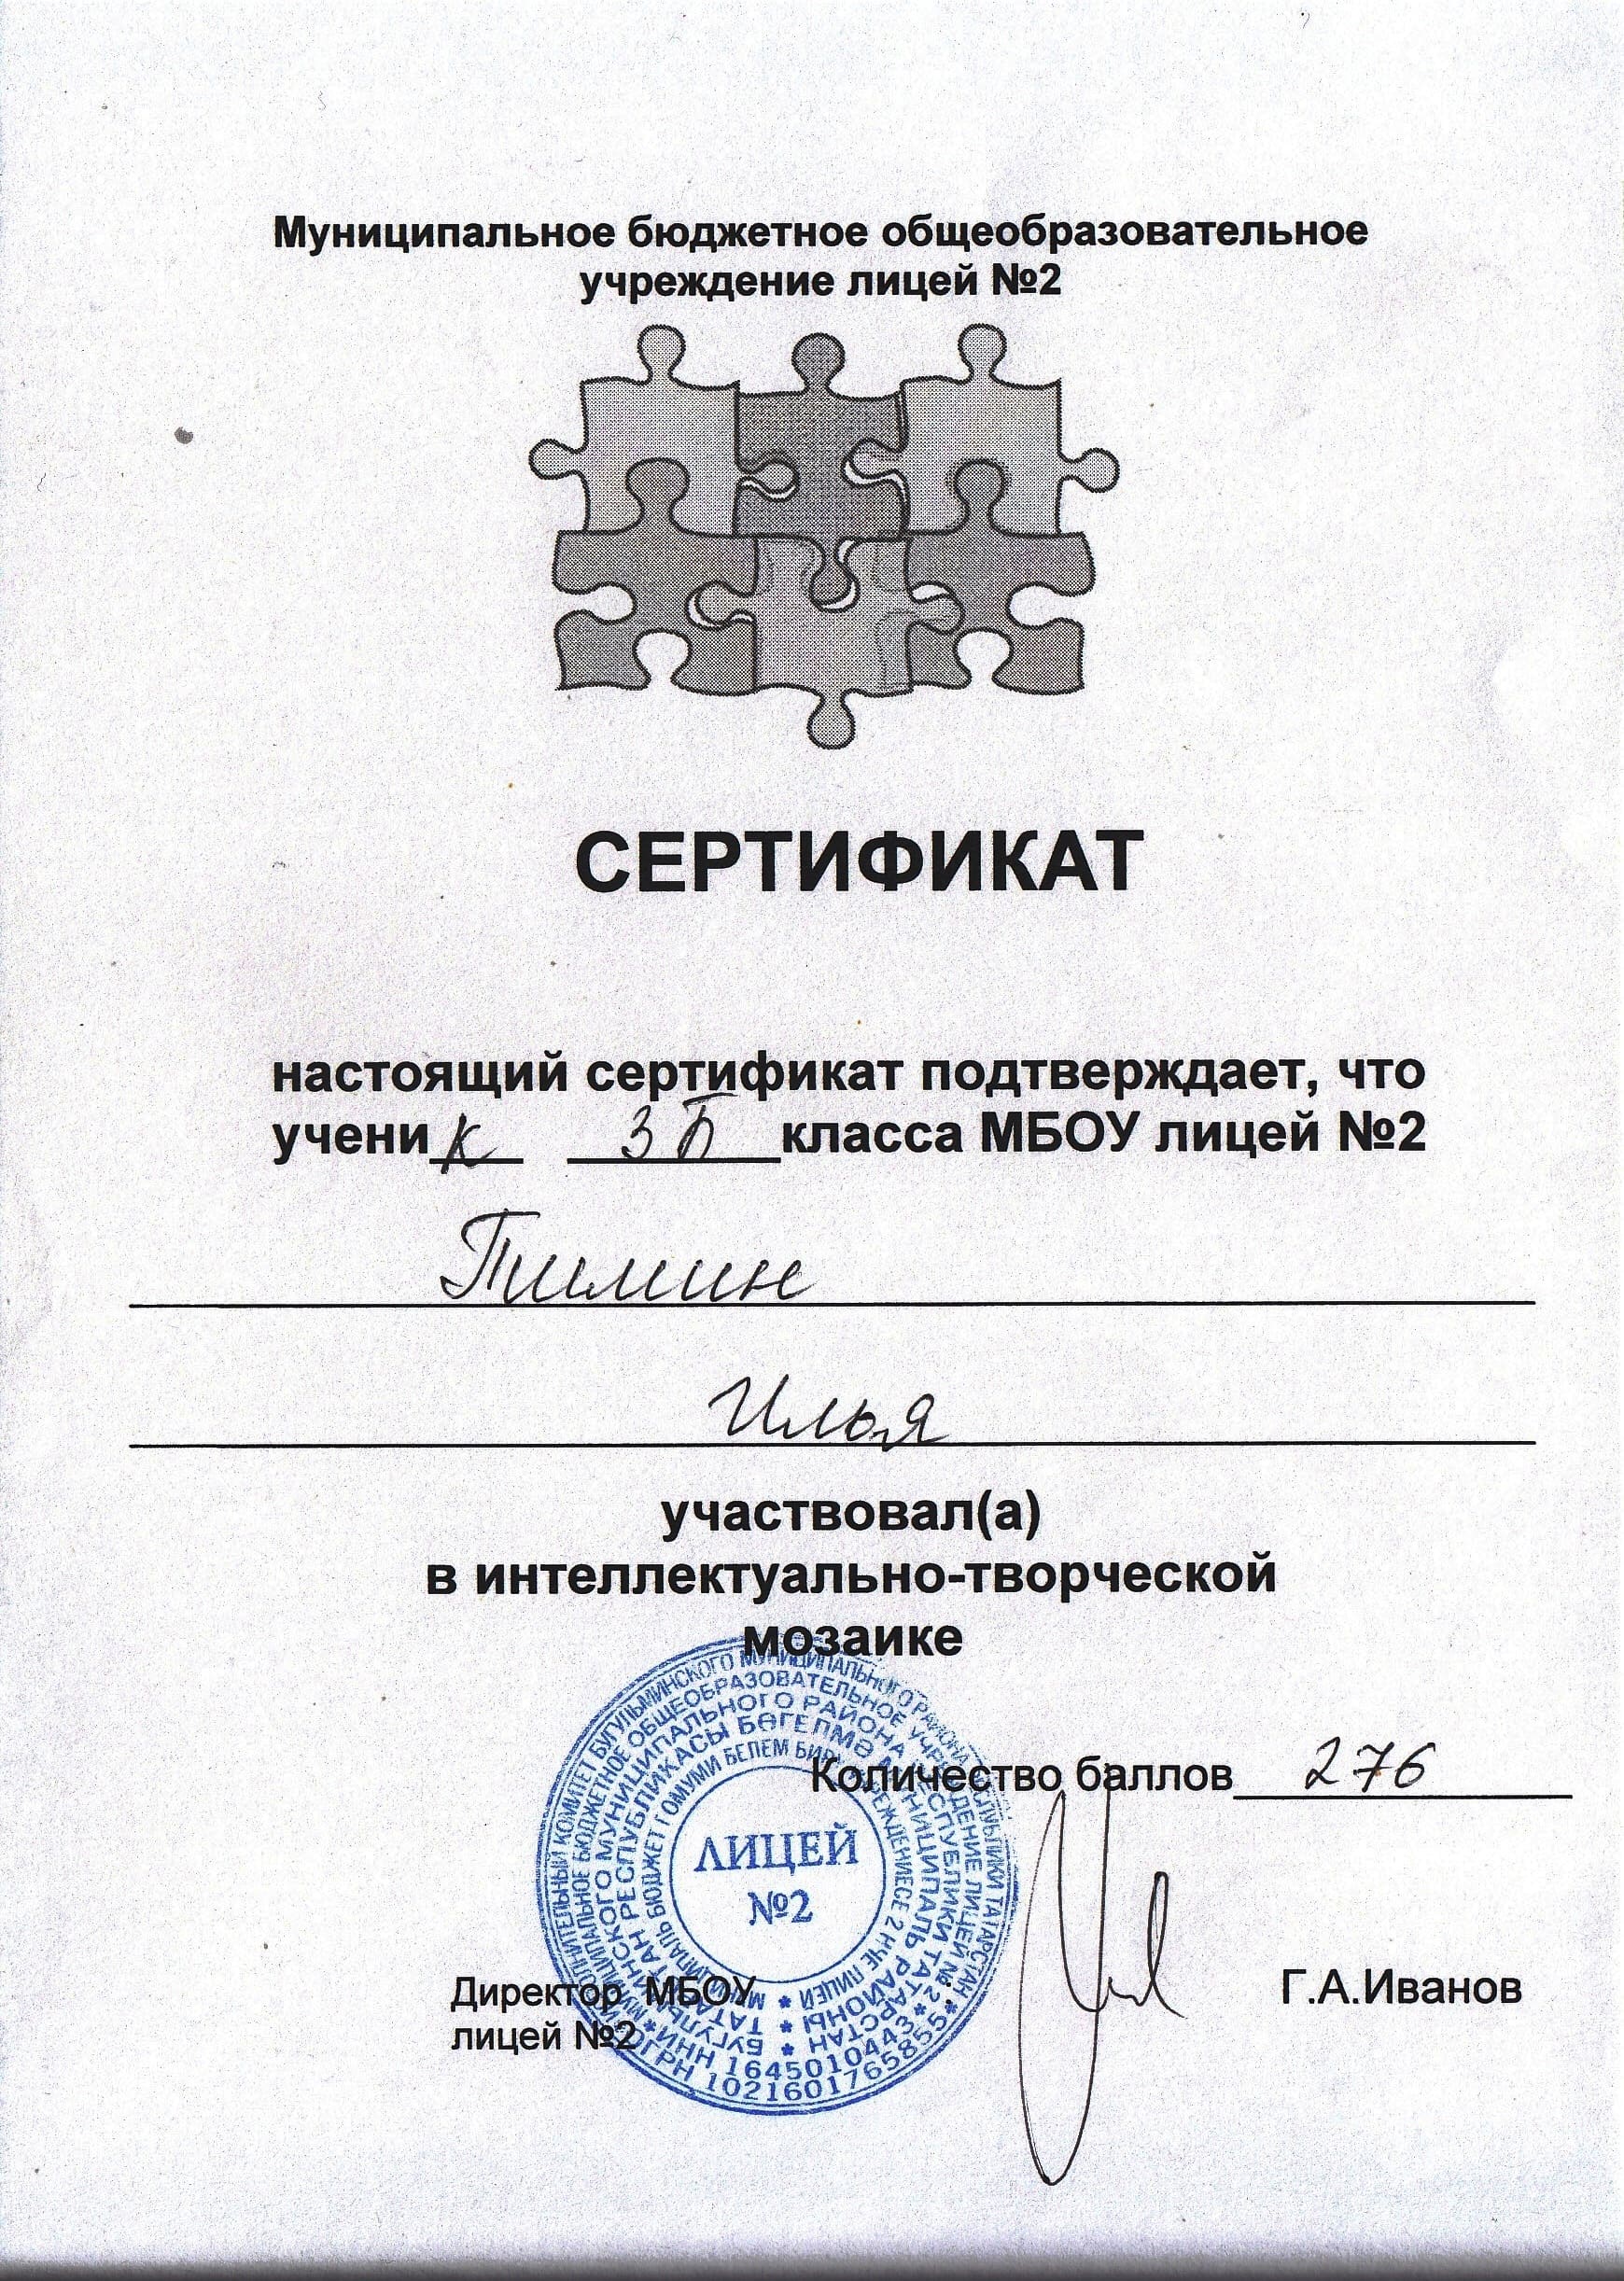 Муниципальное бюджетное общеобразовательное
учреждение лицей №2
СЕРТИФИКАТ
настоящий сертификат подтверждает, что
ученик 3Б класса МБОУ лицей №2
Пимин
Илья
участвовал(а)
в интеллектуально-творческой
мозаике
Количество баллов 276
ЛИЦЕЙ
№2
ИНН 1645010443
ОГРН 1021601765855
Директор МБОУ
лицей №2
Г.А.Иванов